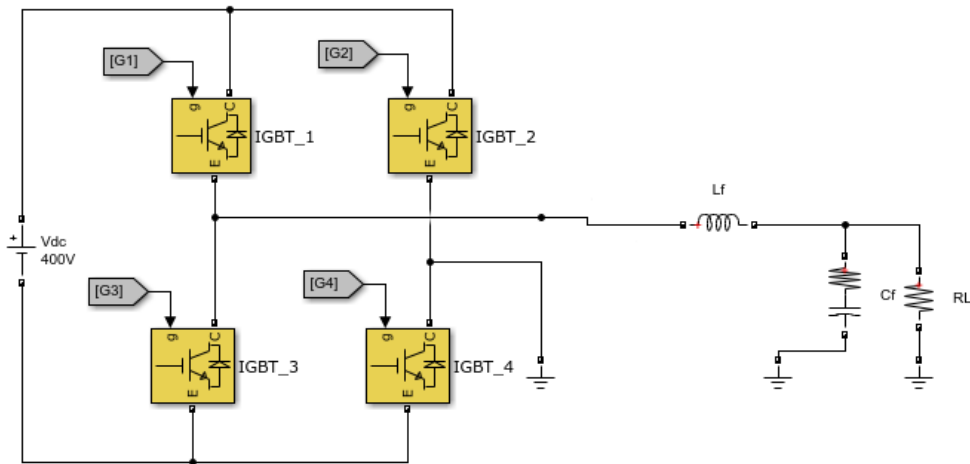 [G1]
[G2]
g
C
E
IGBT_1
g
C
E
IGBT_2
Lf
+
Vdc
400V
[G3]
[G4]
Cf
RL
g
C
E
IGBT_3
g
C
E
IGBT_4